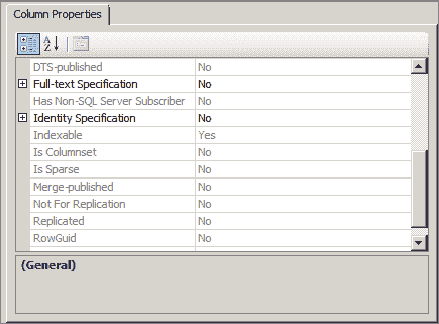 Column Properties
DTS-published No
Full-text Specification No
Has Non-SQL Server Subscriber No
Identity Specification No
Indexable Yes
Is Columnset No
Is Sparse No
Merge-published No
Not For Replication No
Replicated No
RowGuid No
(General)